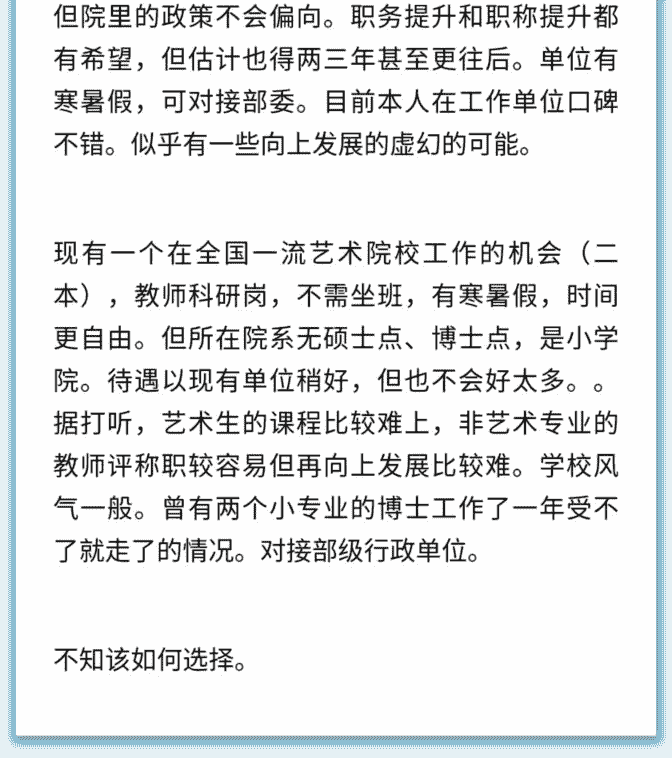 但院里的政策不会偏向。职务提升和职称提升都
有希望，但估计也得两三年甚至更往后。单位有
寒暑假，可对接部委。目前本人在工作单位口碑
不错。似乎有一些向上发展的虚幻的可能。
现有一个在全国一流艺术院校工作的机会（二
本），教师科研岗，不需坐班，有寒暑假，时间
更自由。但所在院系无硕士点、博士点，是小学
院。待遇以现有单位稍好，但也不会好太多。。
据打听，艺术生的课程比较难上，非艺术专业的
教师评称职较容易但再向上发展比较难。学校风
气一般。曾有两个小专业的博士工作了一年受不
了就走了的情况。对接部级行政单位。
不知该如何选择。